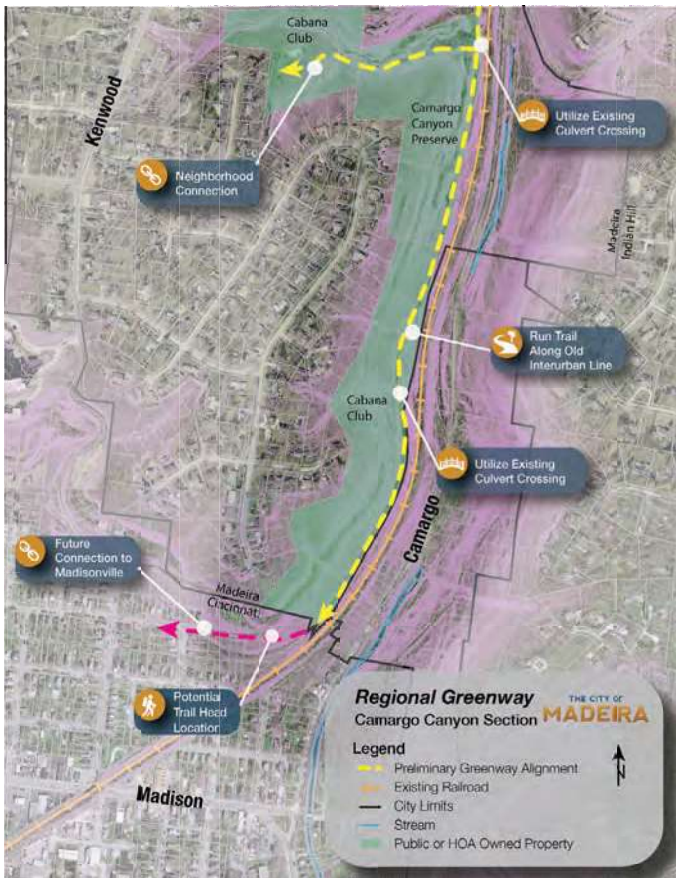 Cabana
Club
Kenwood
Camargo
Canyon
Preserve
Utilize Existing
Culvert Crossing
Neighborhood
Connection
Madeira
Indian Hill
Run Trail
Along Old
Interurban Line
Cabana
Club
Utilize Existing
Culvert Crossing
Camargo
Future
Connection to
Madisonville
Madeira
Cincinnati
Potential
Trail Head
Location
Madison
Regional Greenway
Camargo Canyon Section
THE CITY OF
MADEIRA
Legend
Preliminary Greenway Alignment
Existing Railroad
City Limits
Stream
Public or HOA Owned Property
N